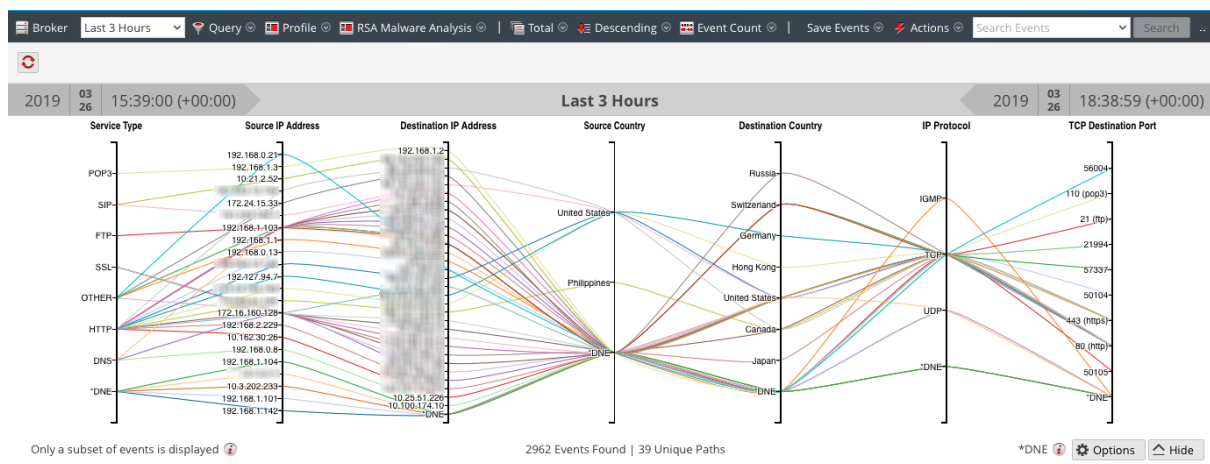 Broker Last 3 Hours Query Profile RSA Malware Analysis | Total Descending Event Count | Save Events Actions Search Events Search ..
2019 03 26 15:39:00 (+00:00) Last 3 Hours 2019 03 26 18:38:59 (+00:00)
Service Type Source IP Address Destination IP Address Source Country Destination Country IP Protocol TCP Destination Port
POP3
SIP
FTP
SSL
OTHER
HTTP
DNS
*DNE
192.168.0.21
192.168.1.3
10.21.2.52
172.24.15.33
192.168.1.103
192.168.1.1
192.168.0.13
192.127.94.7
172.16.160.128
192.168.2.229
10.162.30.26
192.168.0.8
192.168.1.104
10.3.202.233
192.168.1.101
192.168.1.142
192.168.1.2
10.25.51.226
10.100.174.10
*DNE
United States
Philippines
*DNE
Russia
Switzerland
Germany
Hong Kong
United States
Canada
Japan
*DNE
IGMP
TCP
UDP
*DNE
56004
110 (pop3)
21 (ftp)
21994
57337
50104
443 (https)
80 (http)
50105
*DNE
Only a subset of events is displayed 2962 Events Found | 39 Unique Paths *DNE Options Hide